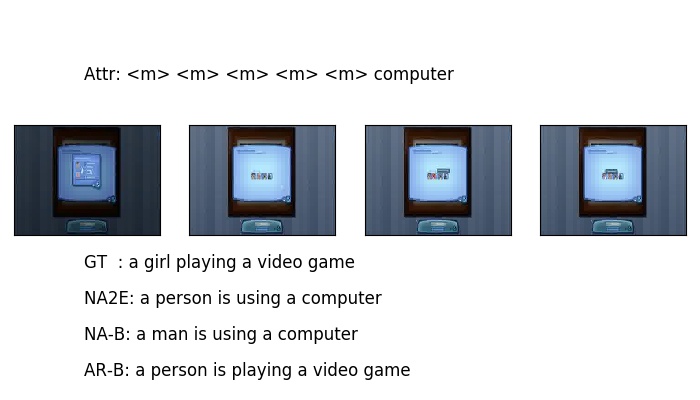 Attr: <m> <m> <m> <m> <m> computer
GT : a girl playing a video game
NA2E: a person is using a computer
NA-B: a man is using a computer
AR-B: a person is playing a video game